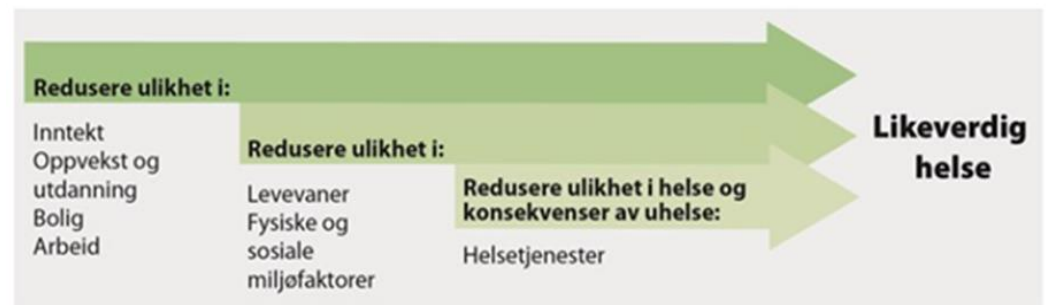 Redusere ulikhet i:
Inntekt
Oppvekst og
utdanning
Bolig
Arbeid
Redusere ulikhet i:
Levevaner
Fysiske og
sosiale
miljøfaktorer
Redusere ulikhet i helse og
konsekvenser av uhelse:
Helsetjenester
Likeverdig
helse